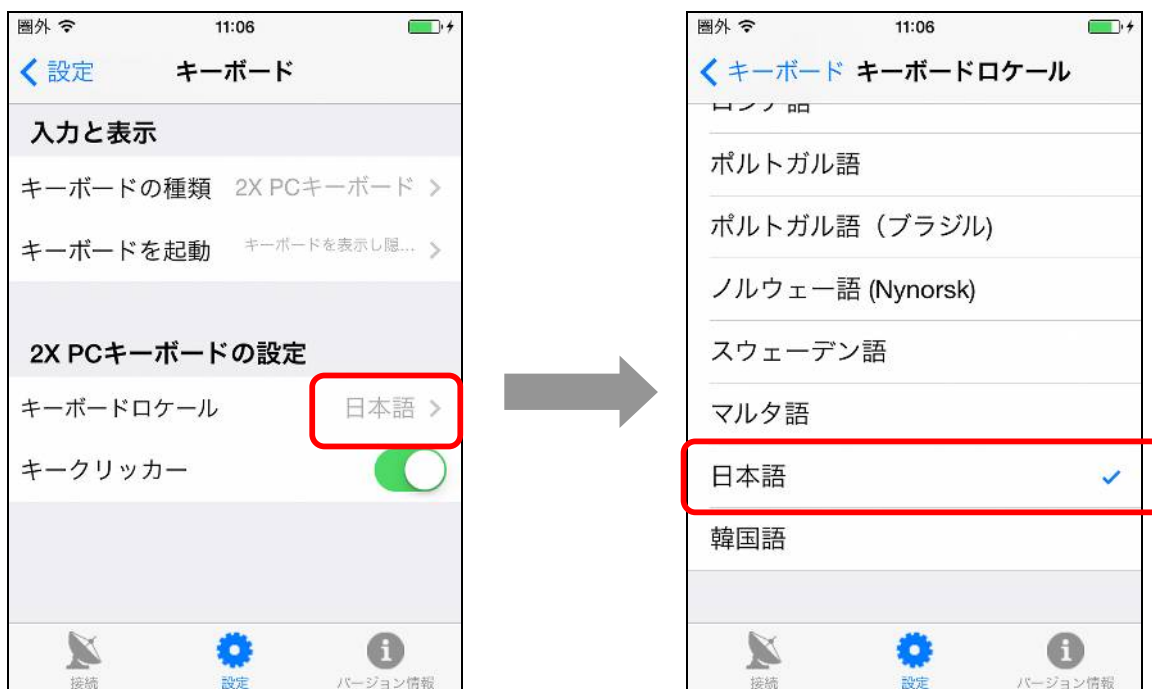 圏外 11:06
設定 キーボード
入力と表示
キーボードの種類 2X PCキーボード
キーボードを起動 キーボードを表示し隠...
2X PCキーボードの設定
キーボードロケール 日本語
キークリッカー
接続 設定 バージョン情報
圏外 11:06
キーボード キーボードロケール
ポルトガル語
ポルトガル語（ブラジル)
ノルウェー語 (Nynorsk)
スウェーデン語
マルタ語
日本語
韓国語
接続 設定 バージョン情報